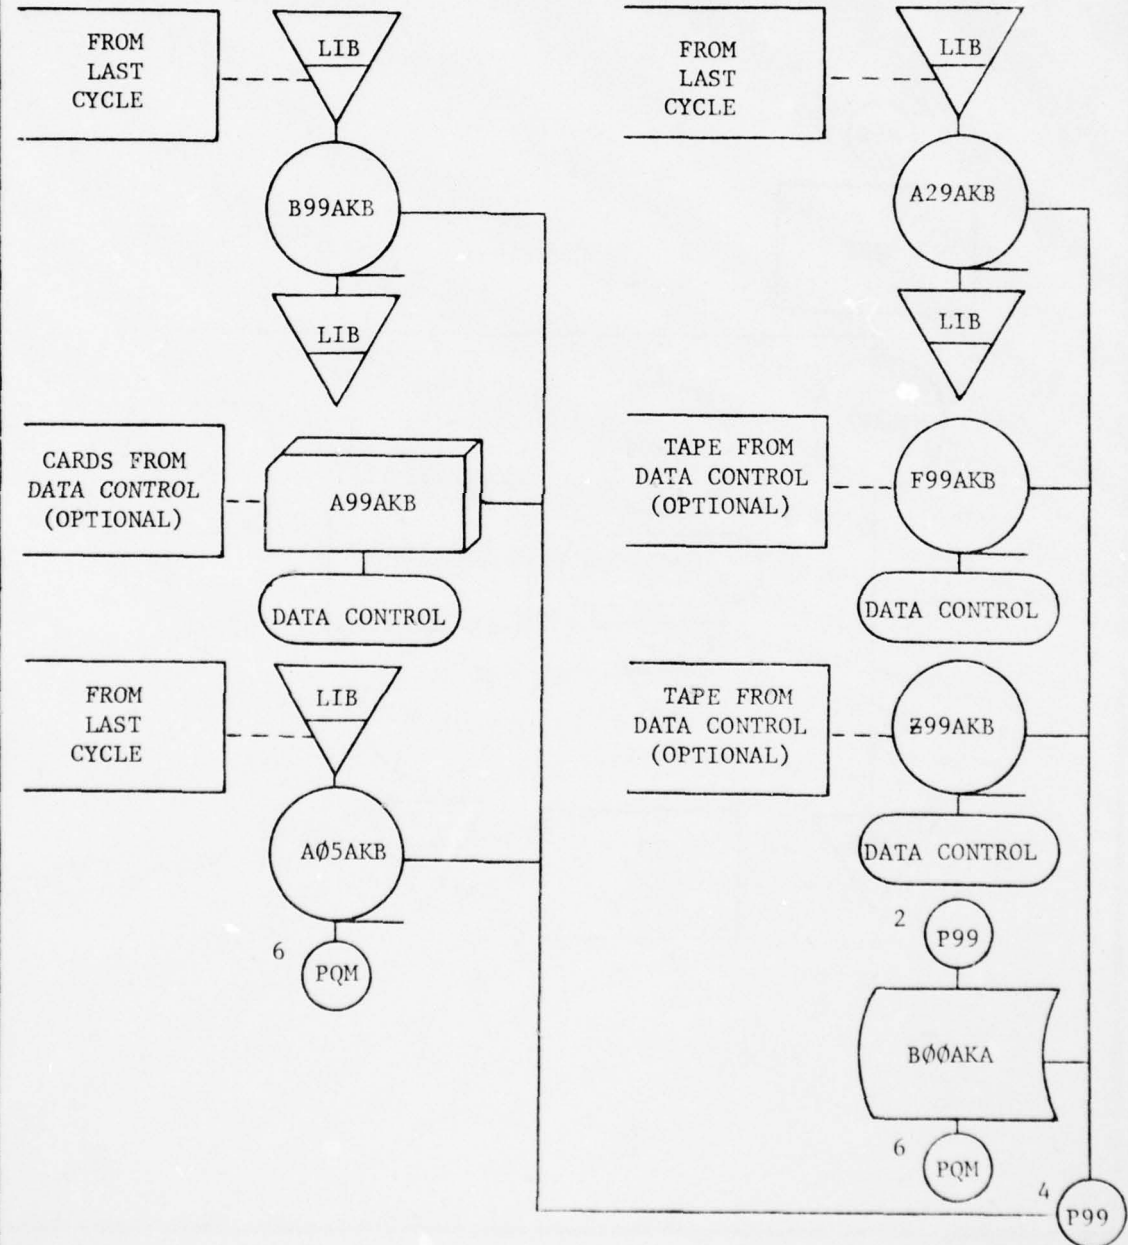 FROM
LAST
CYCLE
LIB
B99AKB
LIB
CARDS FROM
DATA CONTROL
(OPTIONAL)
A99AKB
DATA CONTROL
FROM
LAST
CYCLE
LIB
AØ5AKB
6
PQM
FROM
LAST
CYCLE
LIB
A29AKB
LIB
TAPE FROM
DATA CONTROL
(OPTIONAL)
F99AKB
DATA CONTROL
TAPE FROM
DATA CONTROL
(OPTIONAL)
Ƶ99AKB
DATA CONTROL
2
P99
BØØAKA
6
PQM
4
P99